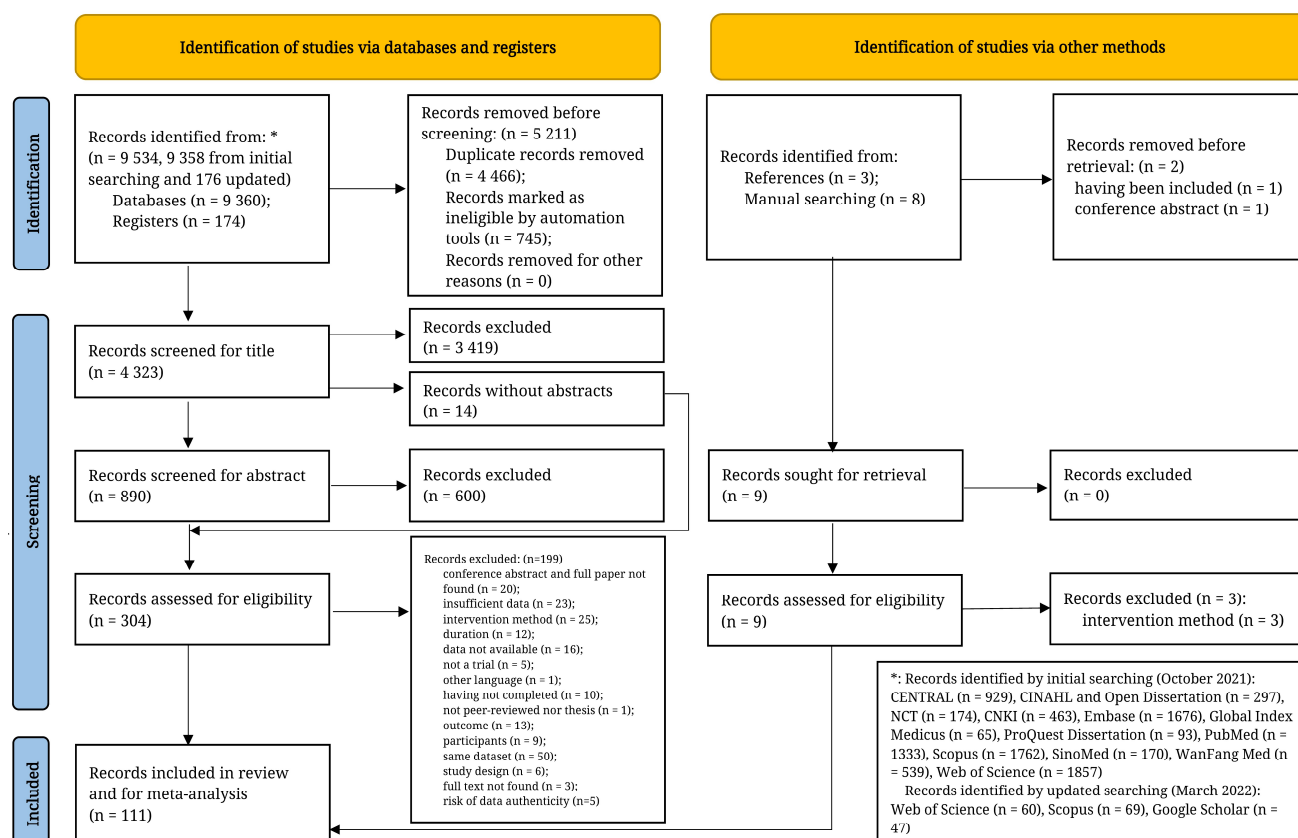 Identification of studies via databases and registers
Identification of studies via other methods
Identification
Records identified from: *
(n = 9 534, 9 358 from initial
searching and 176 updated)
Databases (n = 9 360);
Registers (n = 174)
Records removed before
screening: (n = 5 211)
Duplicate records removed
(n = 4 466);
Records marked as
ineligible by automation
tools (n = 745);
Records removed for other
reasons (n = 0)
Records identified from:
References (n = 3);
Manual searching (n = 8)
Records removed before
retrieval: (n = 2)
having been included (n = 1)
conference abstract (n = 1)
Screening
Records screened for title
(n = 4 323)
Records excluded
(n = 3 419)
Records without abstracts
(n = 14)
Records screened for abstract
(n = 890)
Records excluded
(n = 600)
Records sought for retrieval
(n = 9)
Records excluded
(n = 0)
Records assessed for eligibility
(n = 304)
Records excluded: (n=199)
conference abstract and full paper not
found (n = 20);
insufficient data (n = 23);
intervention method (n = 25);
duration (n = 12);
data not available (n = 16);
not a trial (n = 5);
other language (n = 1);
having not completed (n = 10);
not peer-reviewed nor thesis (n = 1);
outcome (n = 13);
participants (n = 9);
same dataset (n = 50);
study design (n = 6);
full text not found (n = 3);
risk of data authenticity (n=5)
Records assessed for eligibility
(n = 9)
Records excluded (n = 3):
intervention method (n = 3)
Included
Records included in review
and for meta-analysis
(n = 111)
*: Records identified by initial searching (October 2021):
CENTRAL (n = 929), CINAHL and Open Dissertation (n = 297),
NCT (n = 174), CNKI (n = 463), Embase (n = 1676), Global Index
Medicus (n = 65), ProQuest Dissertation (n = 93), PubMed (n =
1333), Scopus (n = 1762), SinoMed (n = 170), WanFang Med (n
= 539), Web of Science (n = 1857)
Records identified by updated searching (March 2022):
Web of Science (n = 60), Scopus (n = 69), Google Scholar (n =
47)